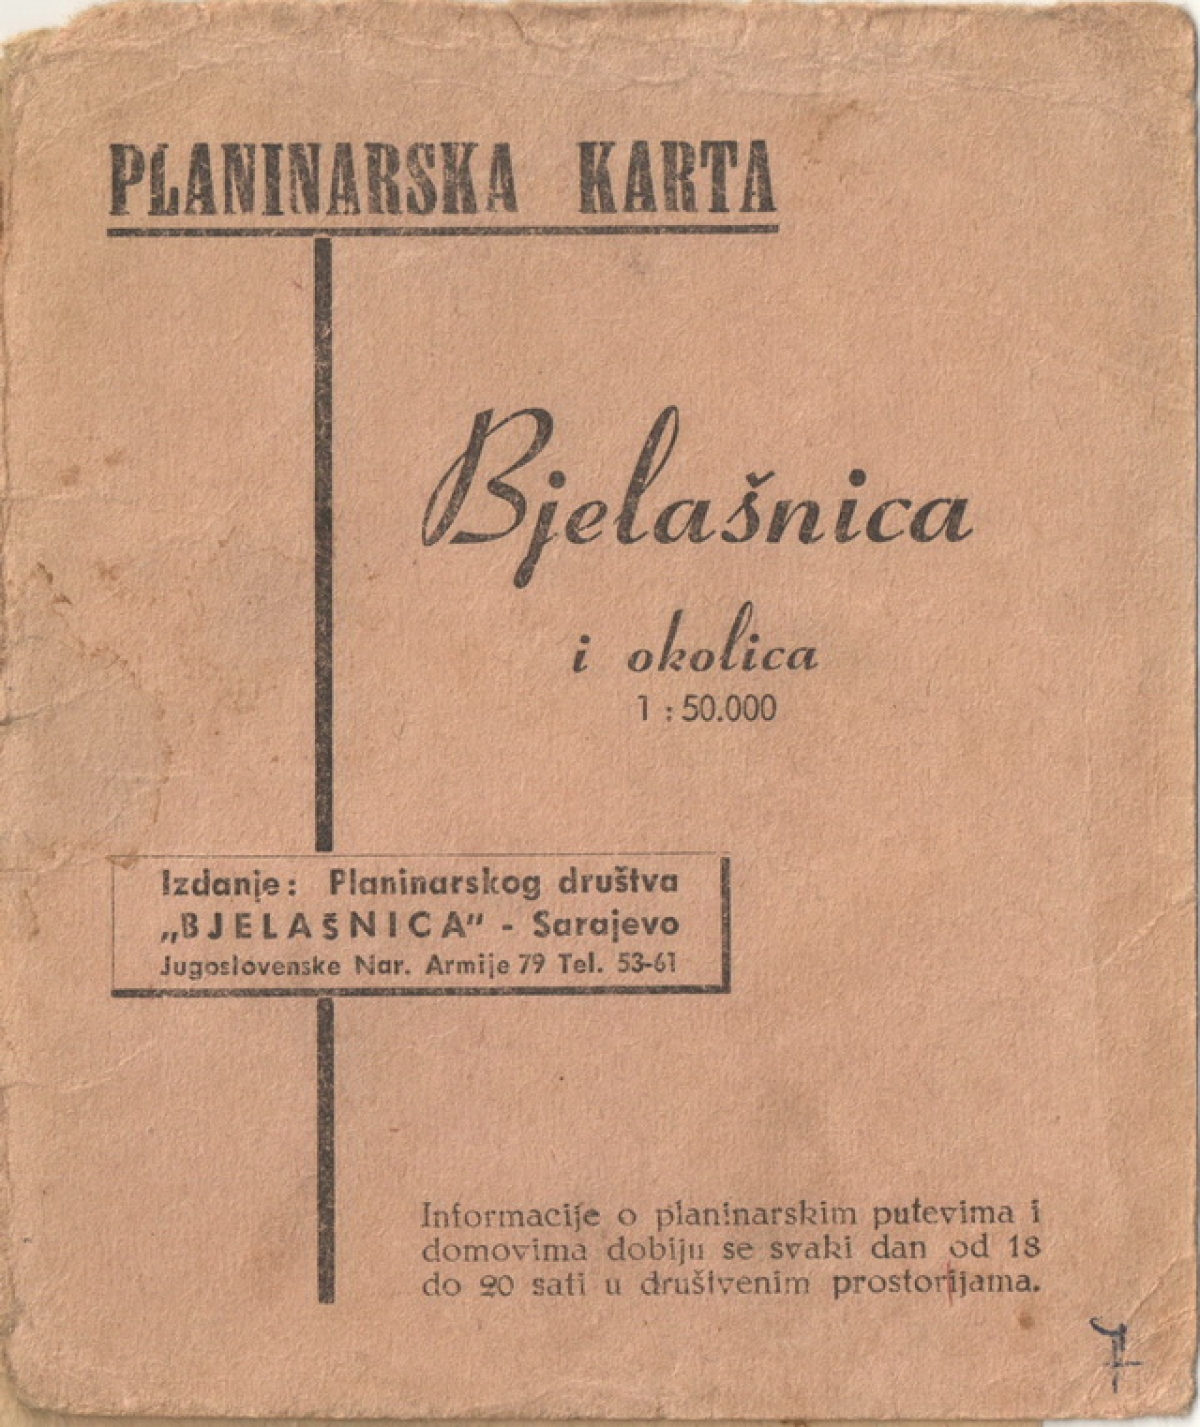 PLANINARSKA KARTA
Bjelašnica
i okolica
1 : 50.000
Izdanje: Planinarskog društva
„BJELAŠNICA" - Sarajevo
Jugoslovenske Nar. Armije 79 Tel. 53-61
Informacije o planinarskim putevima i
domovima dobiju se svaki dan od 18
do 20 sati u društvenim prostorijama.
7